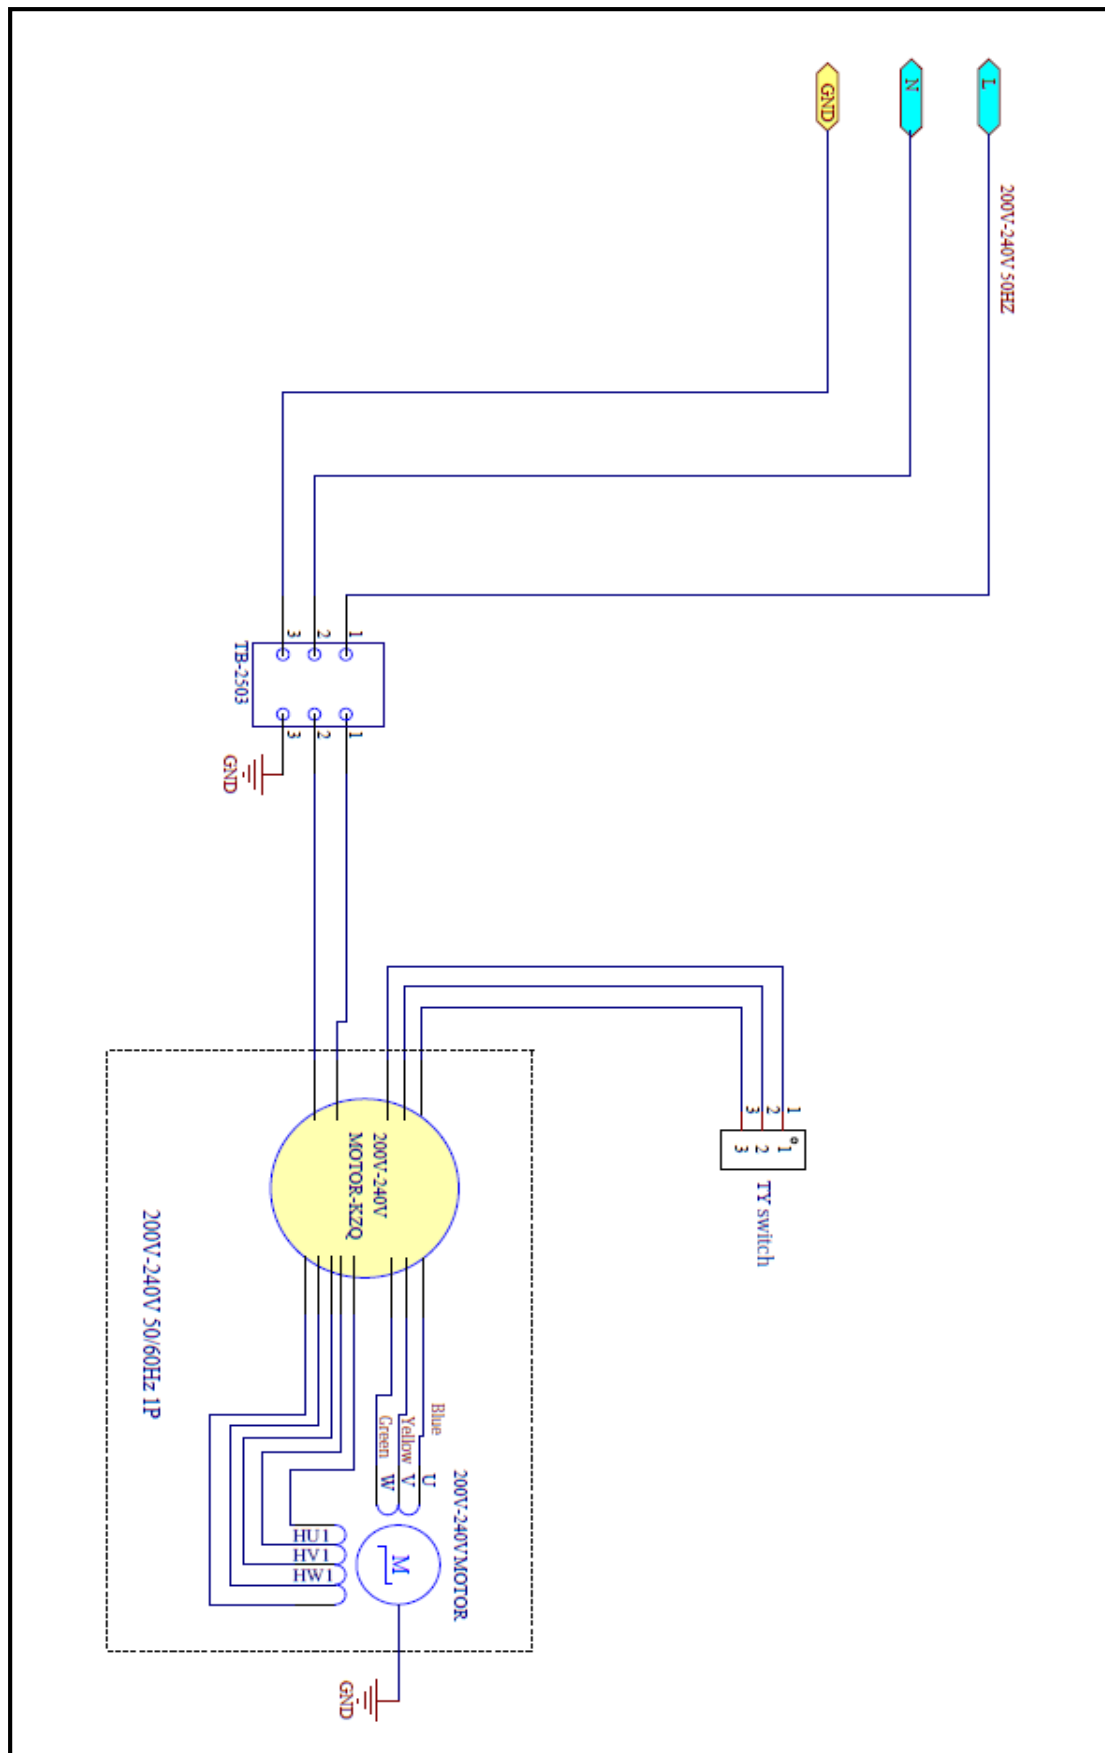 L
N
GND
200V-240V 50HZ
1
2
3
TB-2503
1
2
3
GND
1
2
3
1
2
3
TY switch
200V-240V
MOTOR-KZQ
200V-240V 50/60Hz 1P
Blue
Yellow
Green
U
V
W
200V-240VMOTOR
HU1
HV1
HW1
M
GND